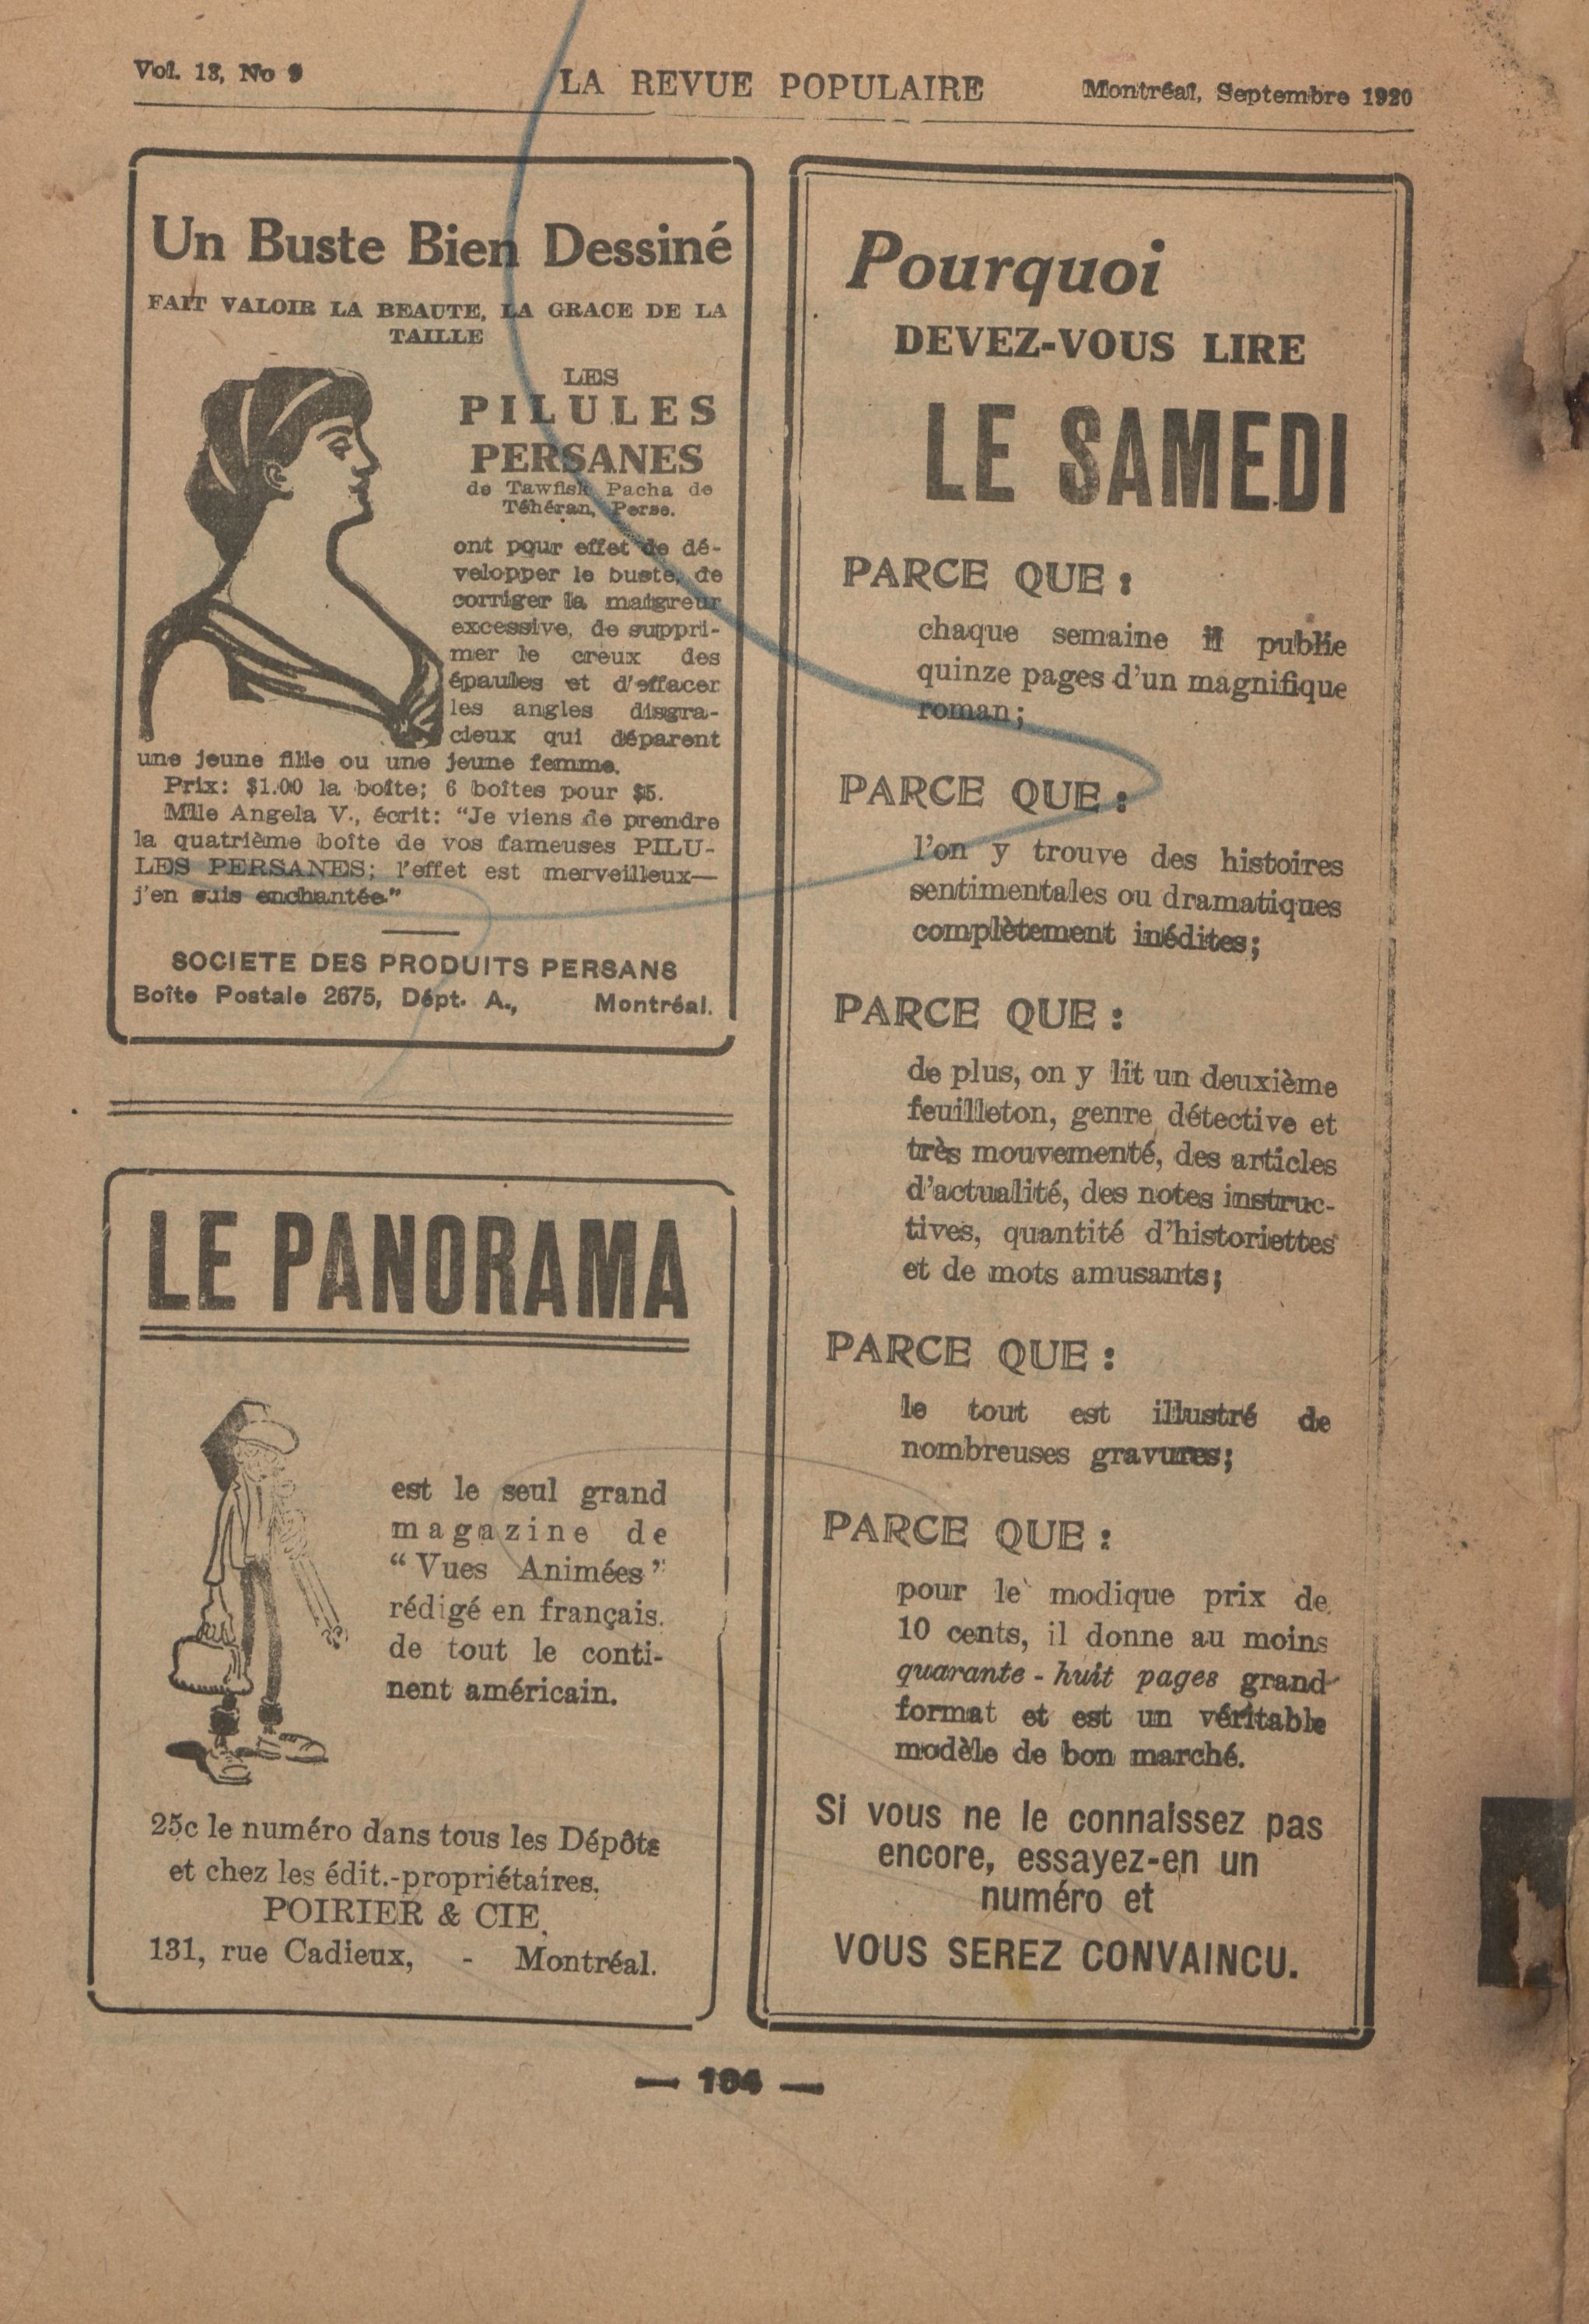 Vol. 13, No 9
LA REVUE POPULAIRE
Montréal, Septembre 1920
Un Buste Bien Dessiné
FAIT VALOIR LA BEAUTE, LA GRACE DE LA
TAILLE
LES
PILULES
PERSANES
de Tawfisk Pacha de
Téhéran, Perse.
ont pour effet de dé-
velopper le buste, de
corriger la maigreur
excessive, de suppri-
mer le creux des
épaules et d'effacer
les angles disgra-
cieux qui déparent
une jeune fille ou une jeune femme.
Prix: $1.00 la boîte; 6 boîtes pour $5.
Mlle Angela V., écrit: "Je viens de prendre
la quatrième boîte de vos fameuses PILU-
LES PERSANES; l'effet est merveilleux—
j'en suis enchantée"
SOCIETE DES PRODUITS PERSANS
Boîte Postale 2675, Dépt. A., Montréal.
LE PANORAMA
est le seul grand
magazine de
"Vues Animées"
rédigé en français.
de tout le conti-
nent américain.
25c le numéro dans tous les Dépôts
et chez les édit.-propriétaires.
POIRIER & CIE,
131, rue Cadieux, - Montréal.
Pourquoi
DEVEZ-VOUS LIRE
LE SAMEDI
PARCE QUE :
chaque semaine il publie
quinze pages d'un magnifique
roman;
PARCE QUE :
l'on y trouve des histoires
sentimentales ou dramatiques
complètement inédites;
PARCE QUE :
de plus, on y lit un deuxième
feuilleton, genre détective et
très mouvementé, des articles
d'actualité, des notes instruc-
tives, quantité d'historiettes
et de mots amusants;
PARCE QUE :
le tout est illustré de
nombreuses gravures;
PARCE QUE :
pour le modique prix de
10 cents, il donne au moins
quarante-huit pages grand
format et est un véritable
modèle de bon marché.
Si vous ne le connaissez pas
encore, essayez-en un
numéro et
VOUS SEREZ CONVAINCU.
— 104 —